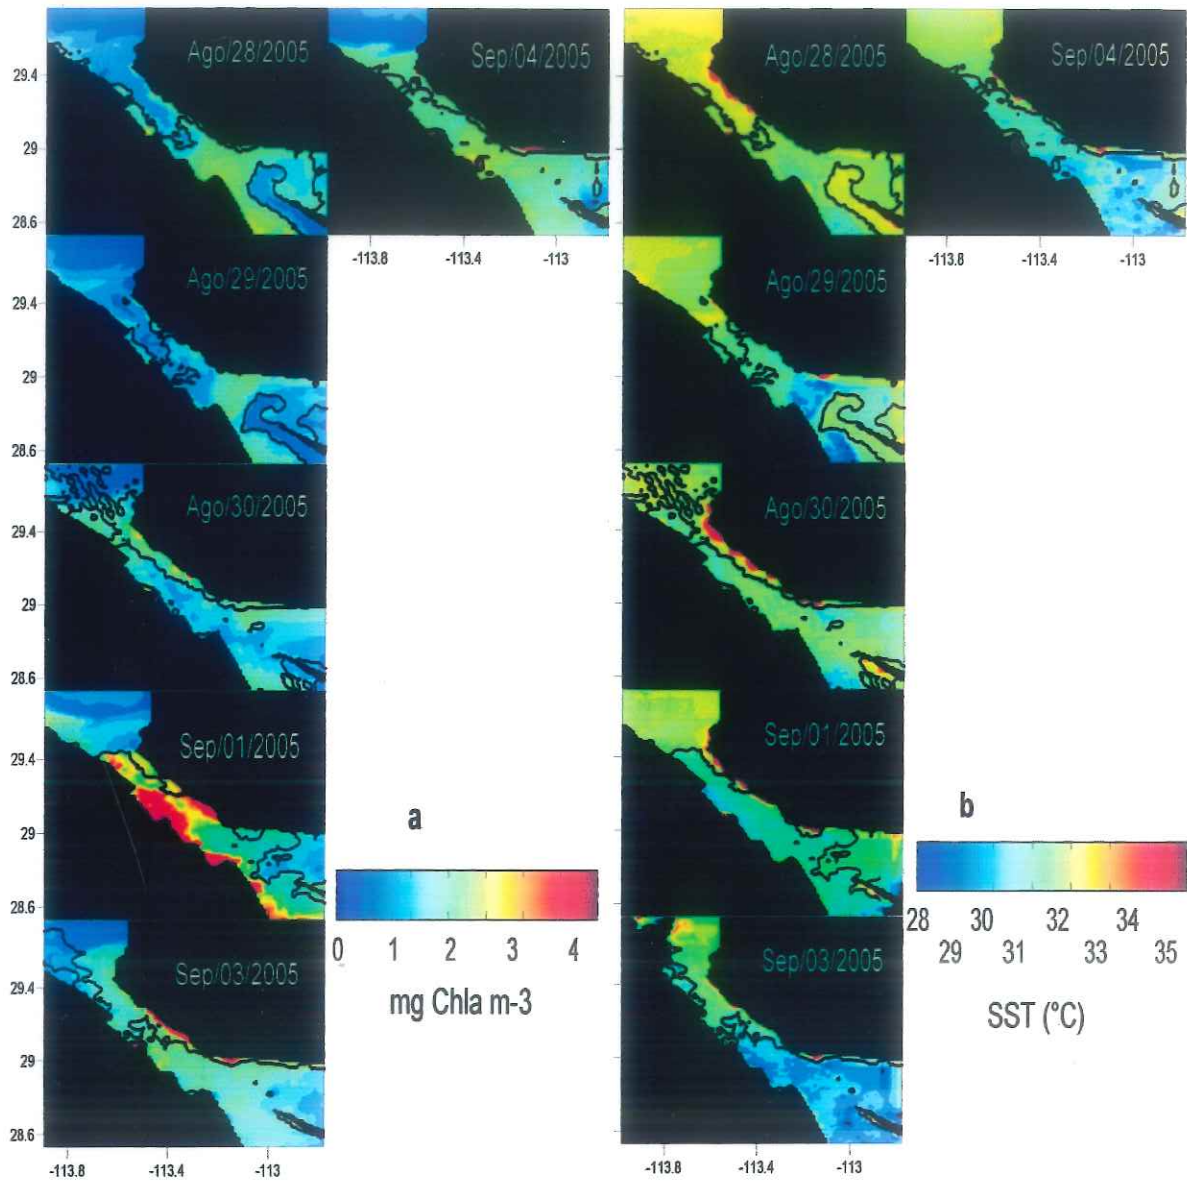 Ago/28/2005 Sep/04/2005 Ago/28/2005 Sep/04/2005
29.4
29
28.6
-113.8 -113.4 -113 -113.8 -113.4 -113
Ago/29/2005 Ago/29/2005
29.4
29
28.6
Ago/30/2005 Ago/30/2005
29.4
29
28.6
Sep/01/2005 Sep/01/2005
29.4
a b
29
28.6
0 1 2 3 4
mg Chla m-3
28 30 32 34
29 31 33 35
SST (°C)
Sep/03/2005 Sep/03/2005
29.4
29
28.6
-113.8 -113.4 -113 -113.8 -113.4 -113